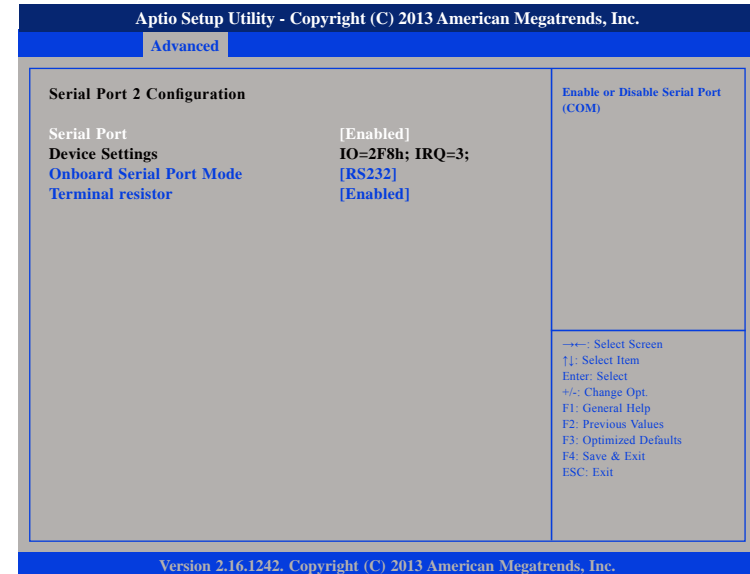 Aptio Setup Utility - Copyright (C) 2013 American Megatrends, Inc.
Advanced
Serial Port 2 Configuration
Serial Port [Enabled]
Device Settings IO=2F8h; IRQ=3;
Onboard Serial Port Mode [RS232]
Terminal resistor [Enabled]
Enable or Disable Serial Port
(COM)
→←: Select Screen
↑↓: Select Item
Enter: Select
+/-: Change Opt.
F1: General Help
F2: Previous Values
F3: Optimized Defaults
F4: Save & Exit
ESC: Exit
Version 2.16.1242. Copyright (C) 2013 American Megatrends, Inc.